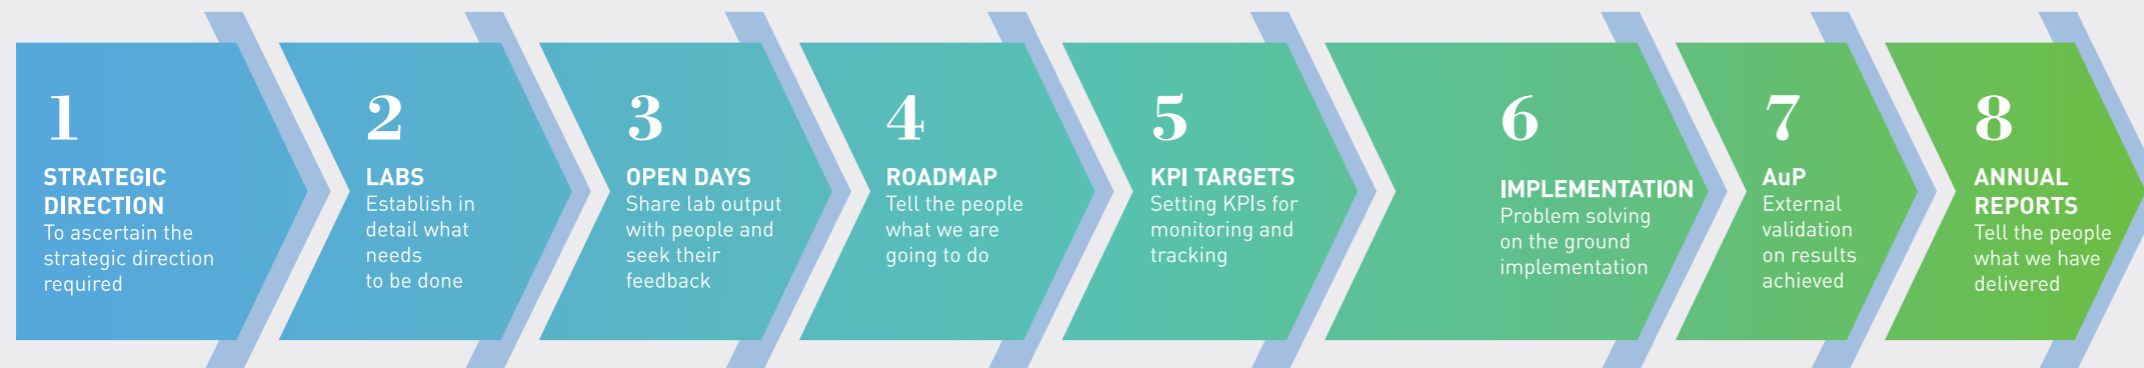 1
STRATEGIC
DIRECTION
To ascertain the
strategic direction
required
2
LABS
Establish in
detail what
needs
to be done
3
OPEN DAYS
Share lab output
with people and
seek their
feedback
4
ROADMAP
Tell the people
what we are
going to do
5
KPI TARGETS
Setting KPIs for
monitoring and
tracking
6
IMPLEMENTATION
Problem solving
on the ground
implementation
7
AuP
External
validation
on results
achieved
8
ANNUAL
REPORTS
Tell the people
what we have
delivered